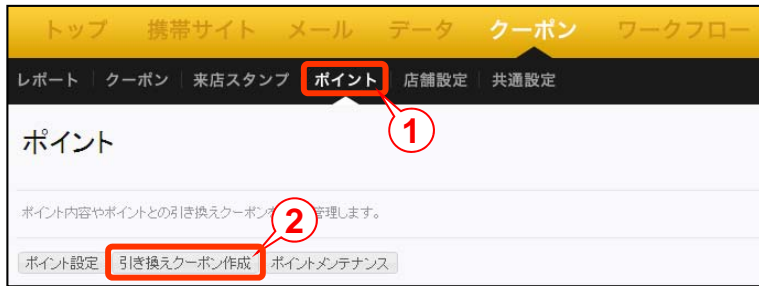 トップ 携帯サイト メール データ クーポン ワークフロー
レポート クーポン 来店スタンプ ポイント 店舗設定 共通設定
1
ポイント
ポイント内容やポイントとの引き換えクーポン 管理します。
2
ポイント設定 引き換えクーポン作成 ポイントメンテナンス